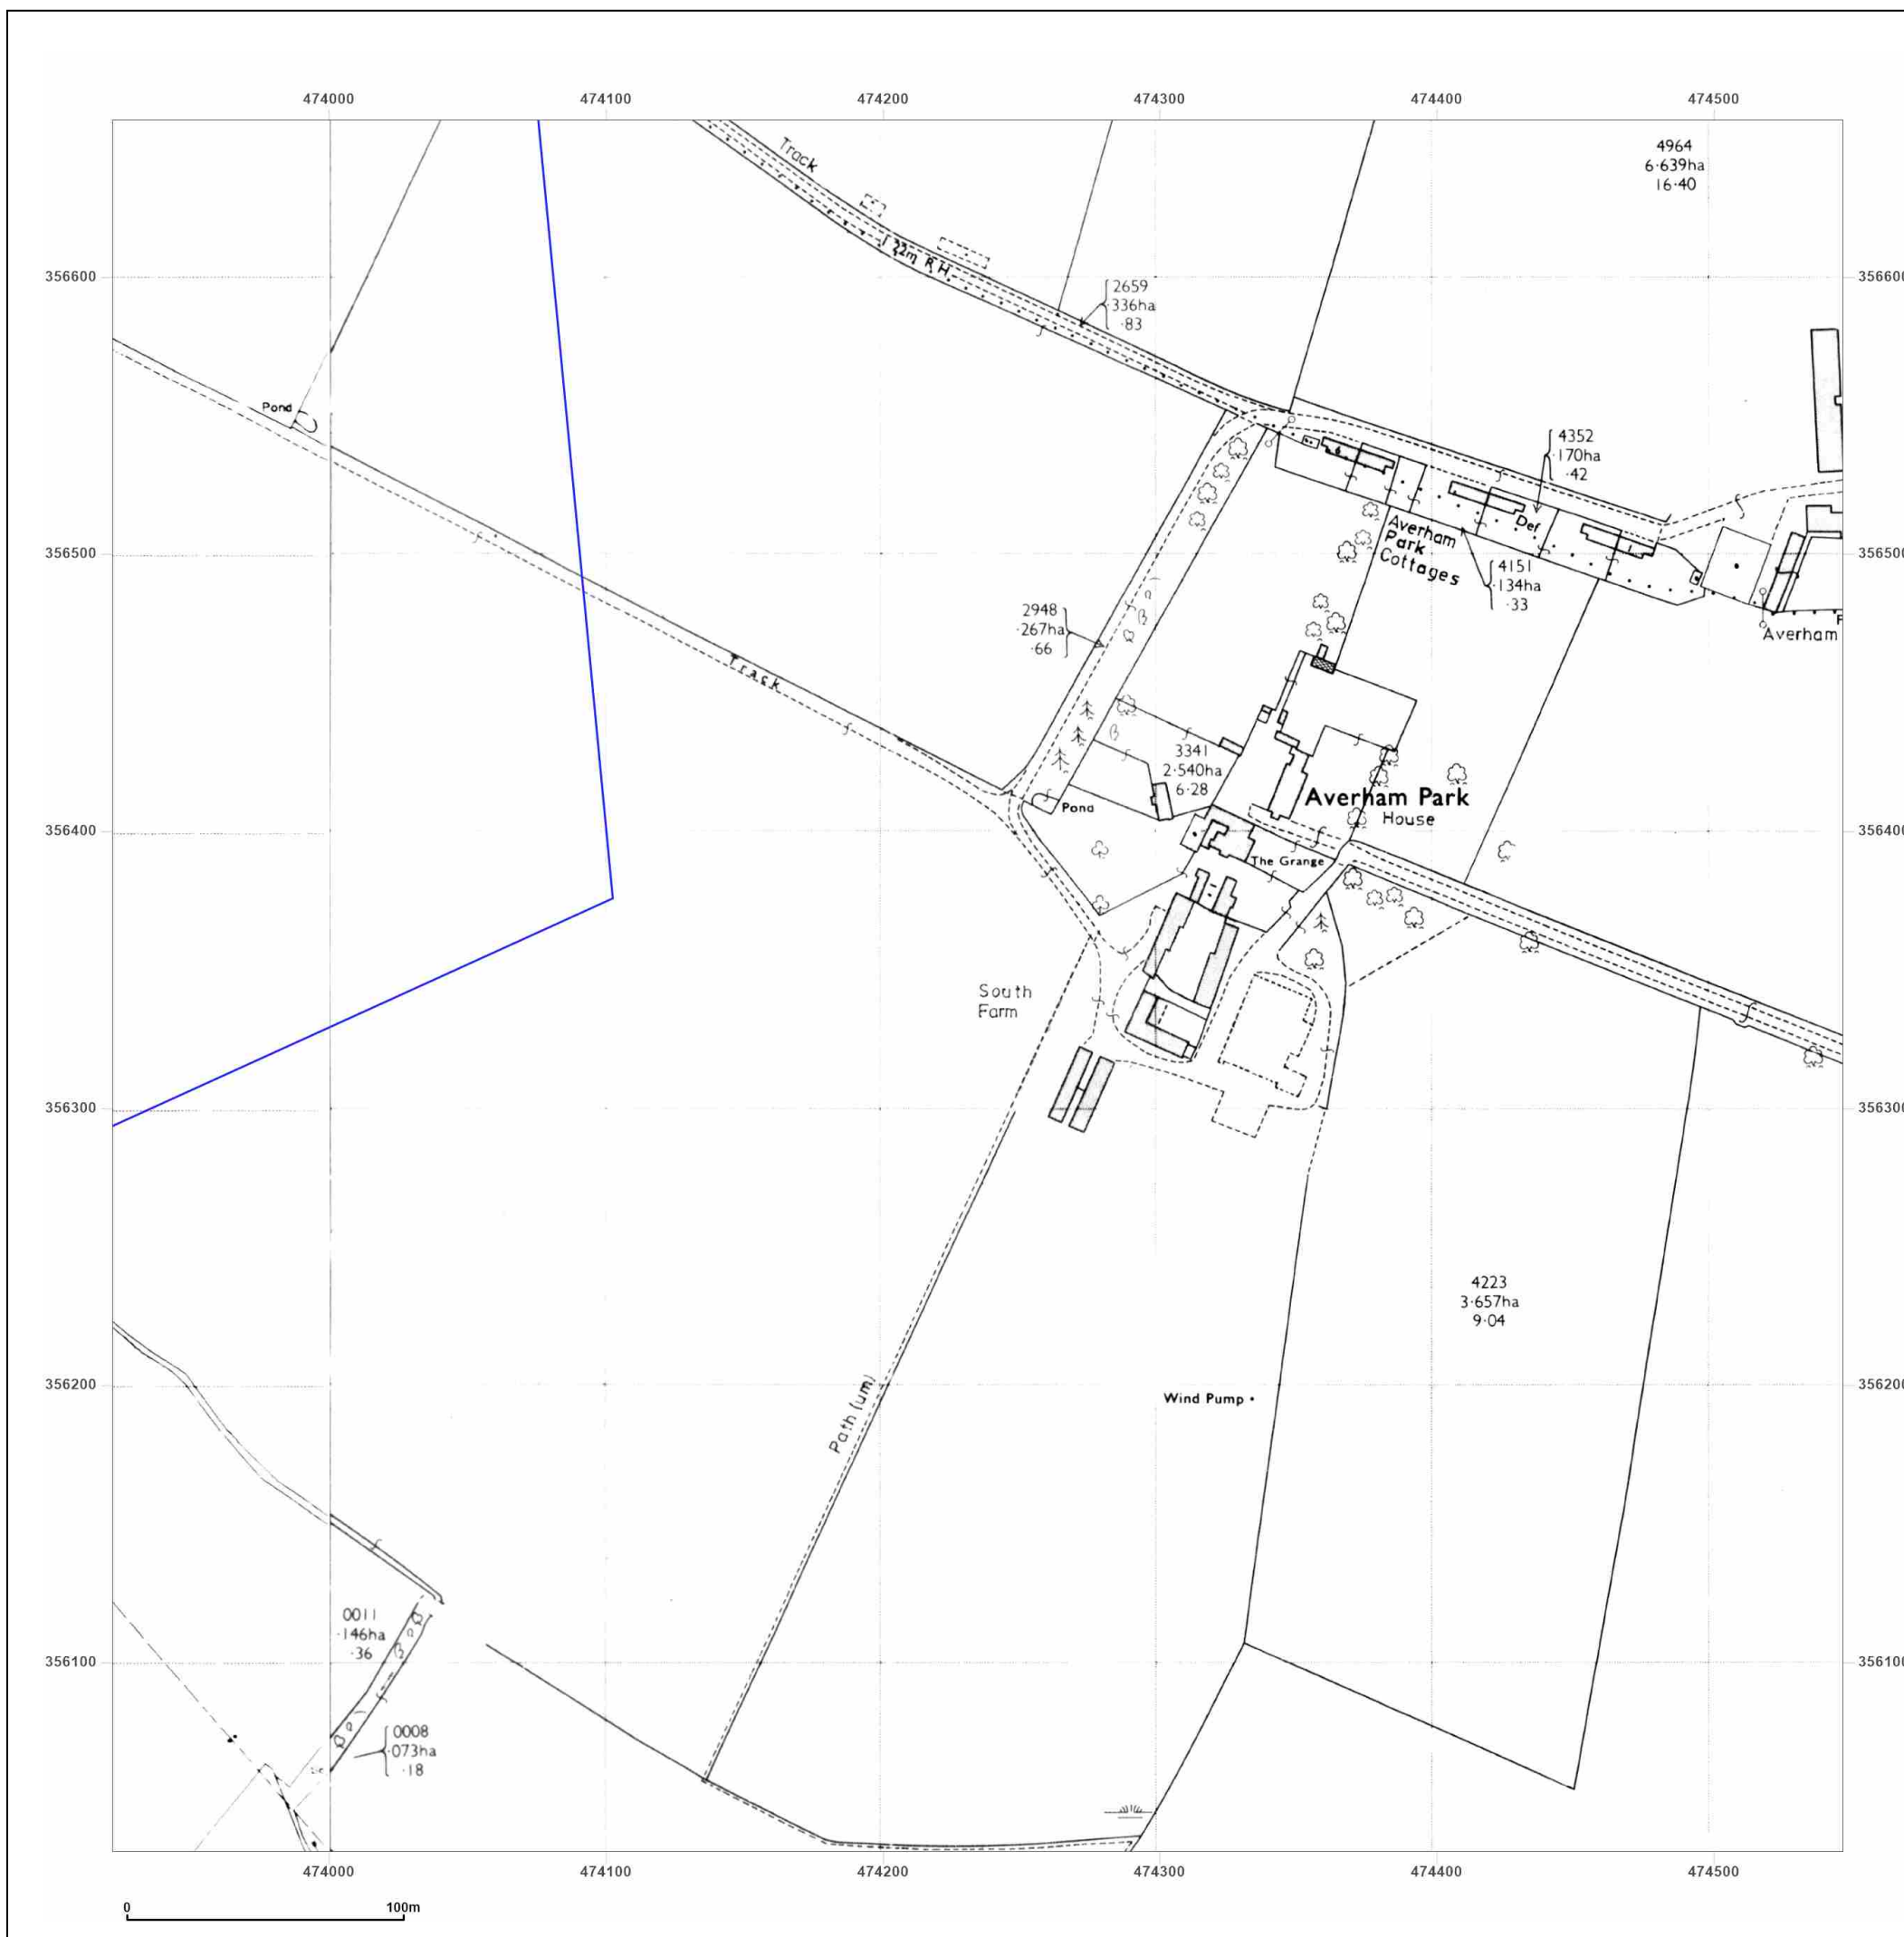 474000 474100 474200 474300 474400 474500
4964
6·639ha
16·40
Track
356600
356600
1·22m R H
2659
·336ha
·83
Pond
4352
·170ha
·42
Def
Averham
Park
Cottages
356500
356500
4151
·134ha
·33
2948
·267ha
·66
Averham
Track
3341
2·540ha
6·28
Averham Park
House
Pond
356400
356400
The Grange
South
Farm
356300
356300
4223
3·657ha
9·04
356200
356200
Wind Pump
Path (um)
0011
·146ha
·36
356100
356100
0008
·073ha
·18
474000 474100 474200 474300 474400 474500
0 100m